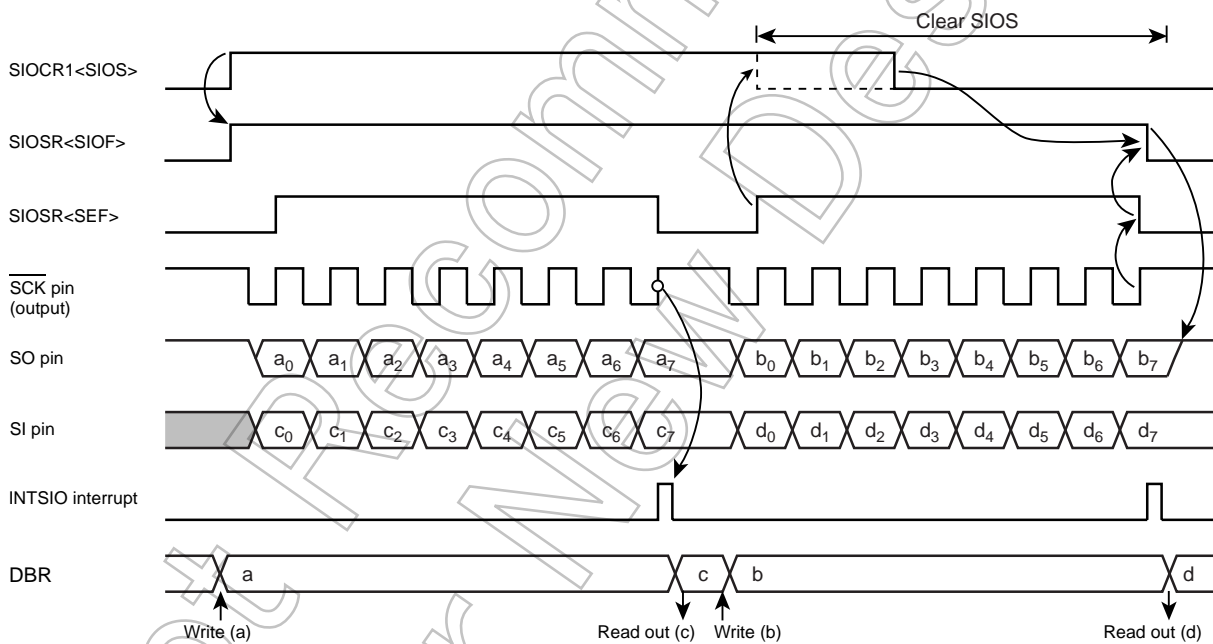 Clear SIOS
SIOCR1<SIOS>
SIOSR<SIOF>
SIOSR<SEF>
SCK pin
(output)
SO pin a0 a1 a2 a3 a4 a5 a6 a7 b0 b1 b2 b3 b4 b5 b6 b7
SI pin c0 c1 c2 c3 c4 c5 c6 c7 d0 d1 d2 d3 d4 d5 d6 d7
INTSIO interrupt
DBR a c b d
Write (a) Read out (c) Write (b) Read out (d)